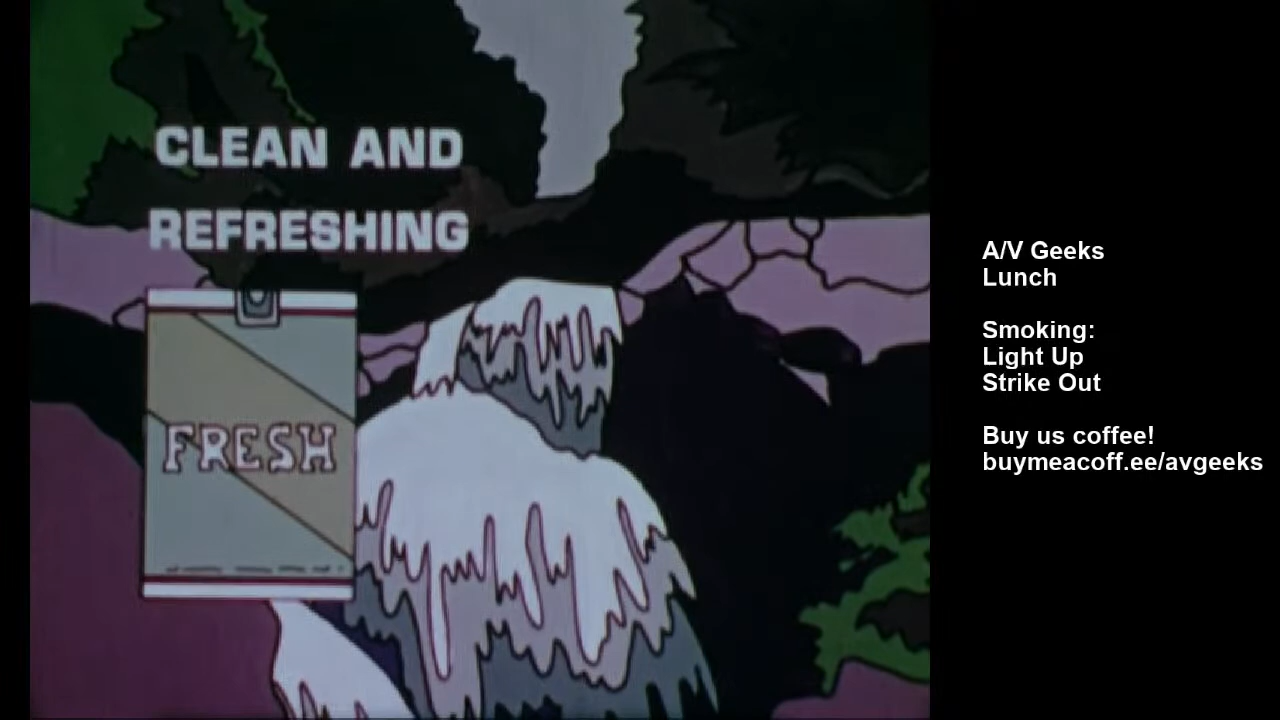 CLEAN AND
REFRESHING
FRESH
A/V Geeks
Lunch
Smoking:
Light Up
Strike Out
Buy us coffee!
buymeacoff.ee/avgeeks